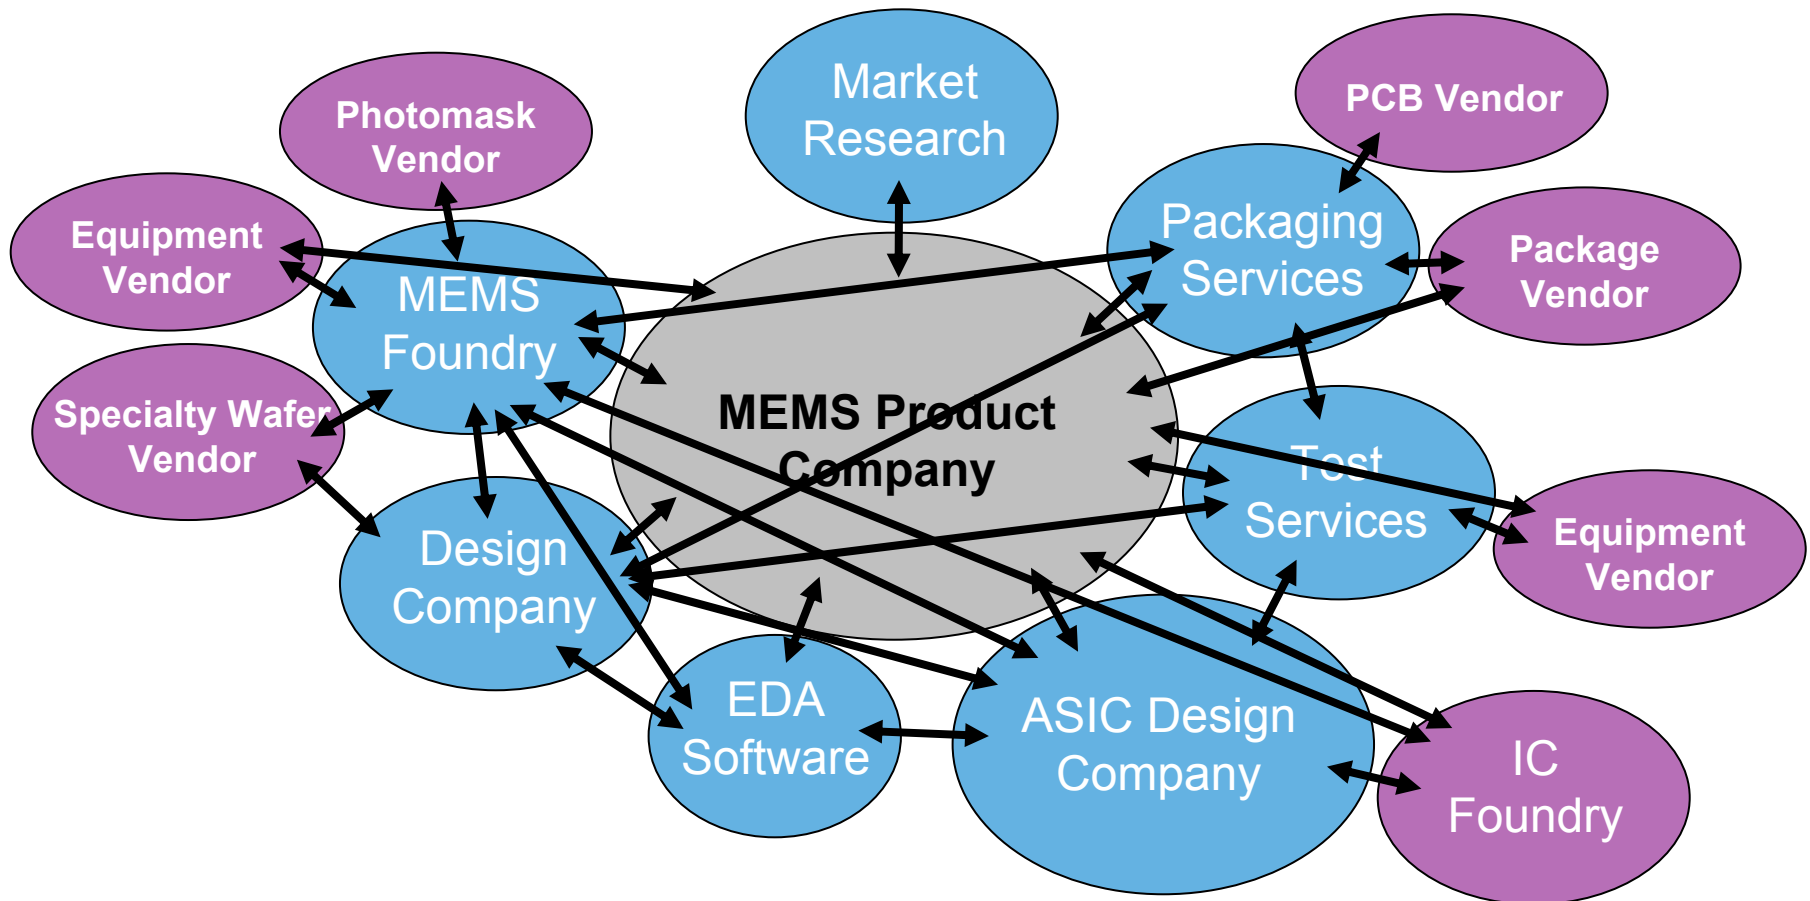 Market
Research
PCB Vendor
Photomask
Vendor
Equipment
Vendor
MEMS
Foundry
Packaging
Services
Package
Vendor
Specialty Wafer
Vendor
MEMS Product
Company
Test
Services
Equipment
Vendor
Design
Company
EDA
Software
ASIC Design
Company
IC
Foundry